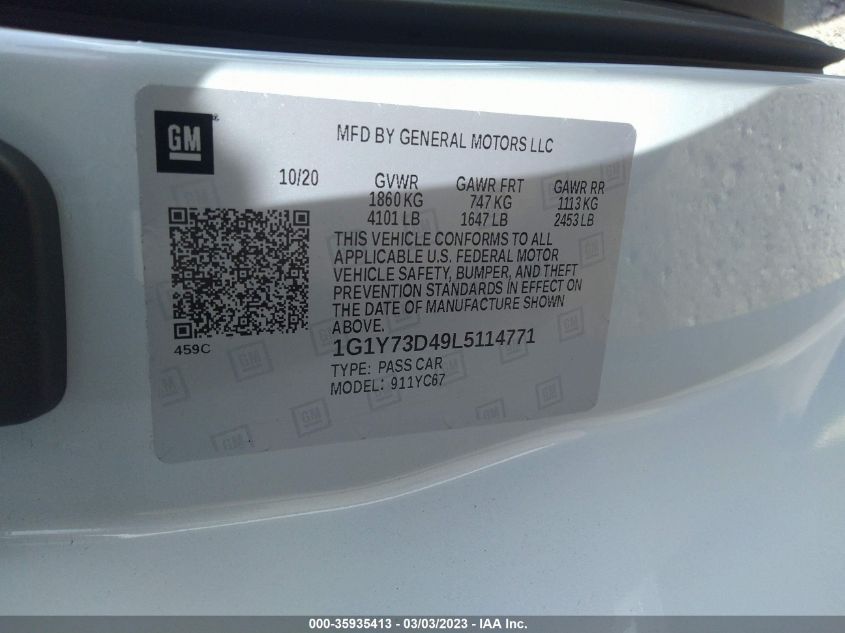 GM
MFD BY GENERAL MOTORS LLC
10/20 GVWR GAWR FRT GAWR RR
1860 KG 747 KG 1113 KG
4101 LB 1647 LB 2453 LB
THIS VEHICLE CONFORMS TO ALL
APPLICABLE U.S. FEDERAL MOTOR
VEHICLE SAFETY, BUMPER, AND THEFT
PREVENTION STANDARDS IN EFFECT ON
THE DATE OF MANUFACTURE SHOWN
ABOVE.
459C
1G1Y73D49L5114771
TYPE: PASS CAR
MODEL: 911YC67
000-35935413 - 03/03/2023 - IAA Inc.